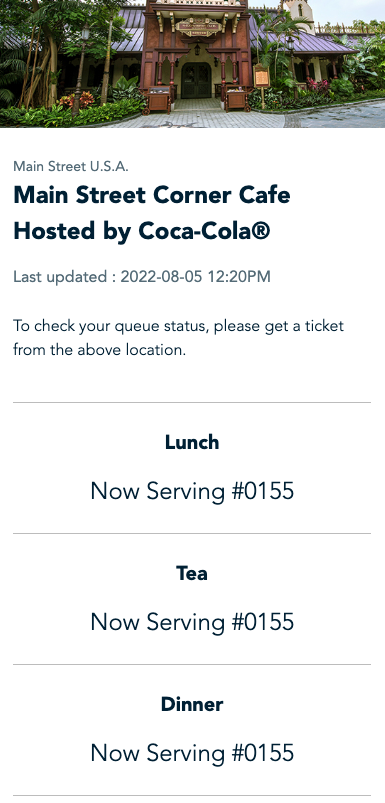 Main Street U.S.A.
Main Street Corner Cafe
Hosted by Coca-Cola®
Last updated : 2022-08-05 12:20PM
To check your queue status, please get a ticket
from the above location.
Lunch
Now Serving #0155
Tea
Now Serving #0155
Dinner
Now Serving #0155